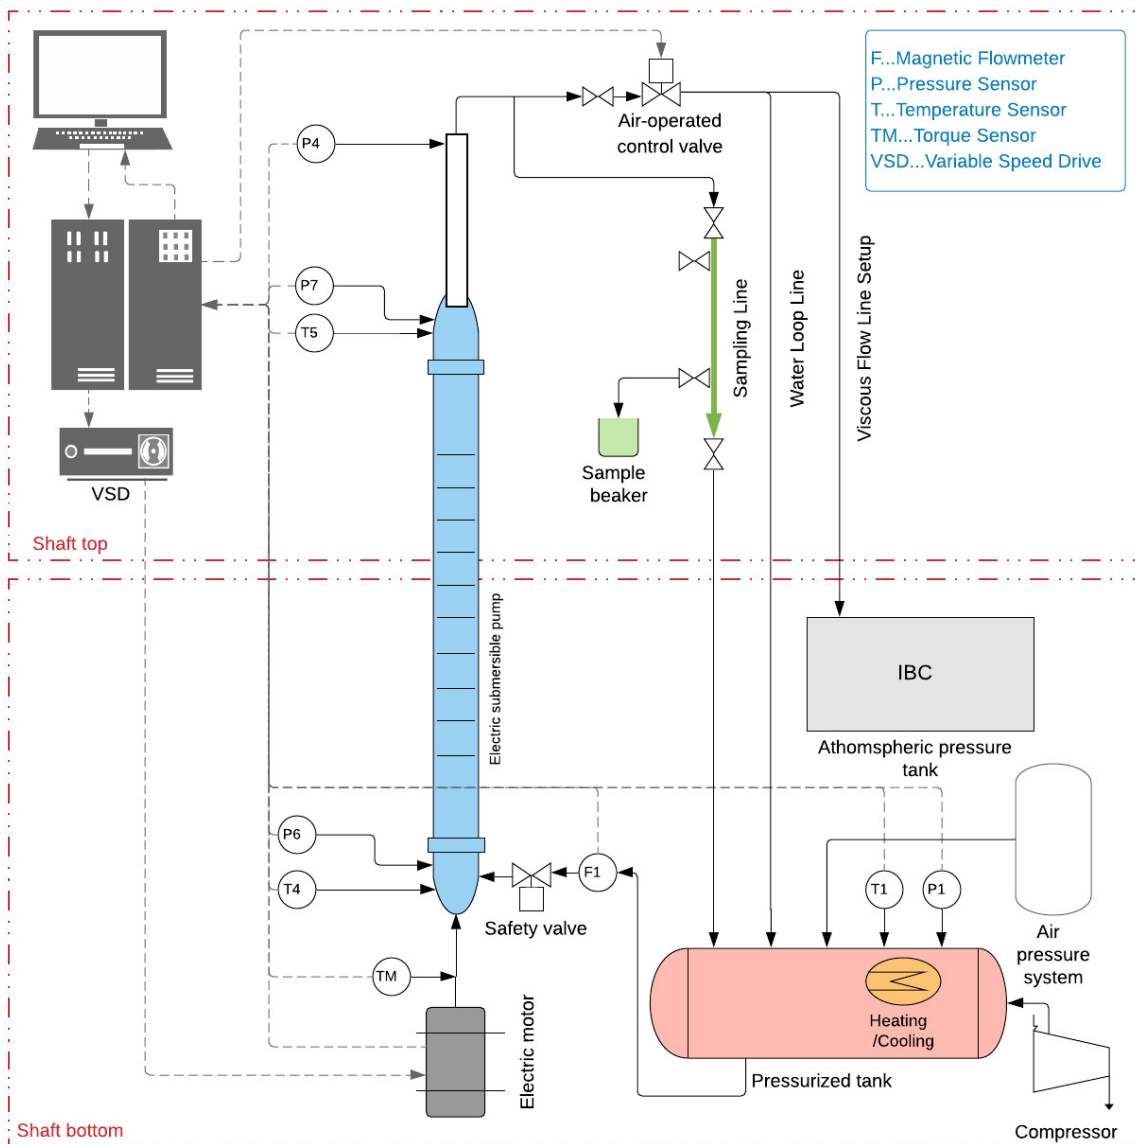 F...Magnetic Flowmeter
P...Pressure Sensor
T...Temperature Sensor
TM...Torque Sensor
VSD...Variable Speed Drive
Air-operated
control valve
P4
P7
T5
Sampling Line
Water Loop Line
Viscous Flow Line Setup
Sample
beaker
VSD
Shaft top
Electric submersible pump
IBC
Athomspheric pressure
tank
P6
T4
F1
T1
P1
Safety valve
Air
pressure
system
TM
Heating
/Cooling
Electric motor
Pressurized tank
Compressor
Shaft bottom